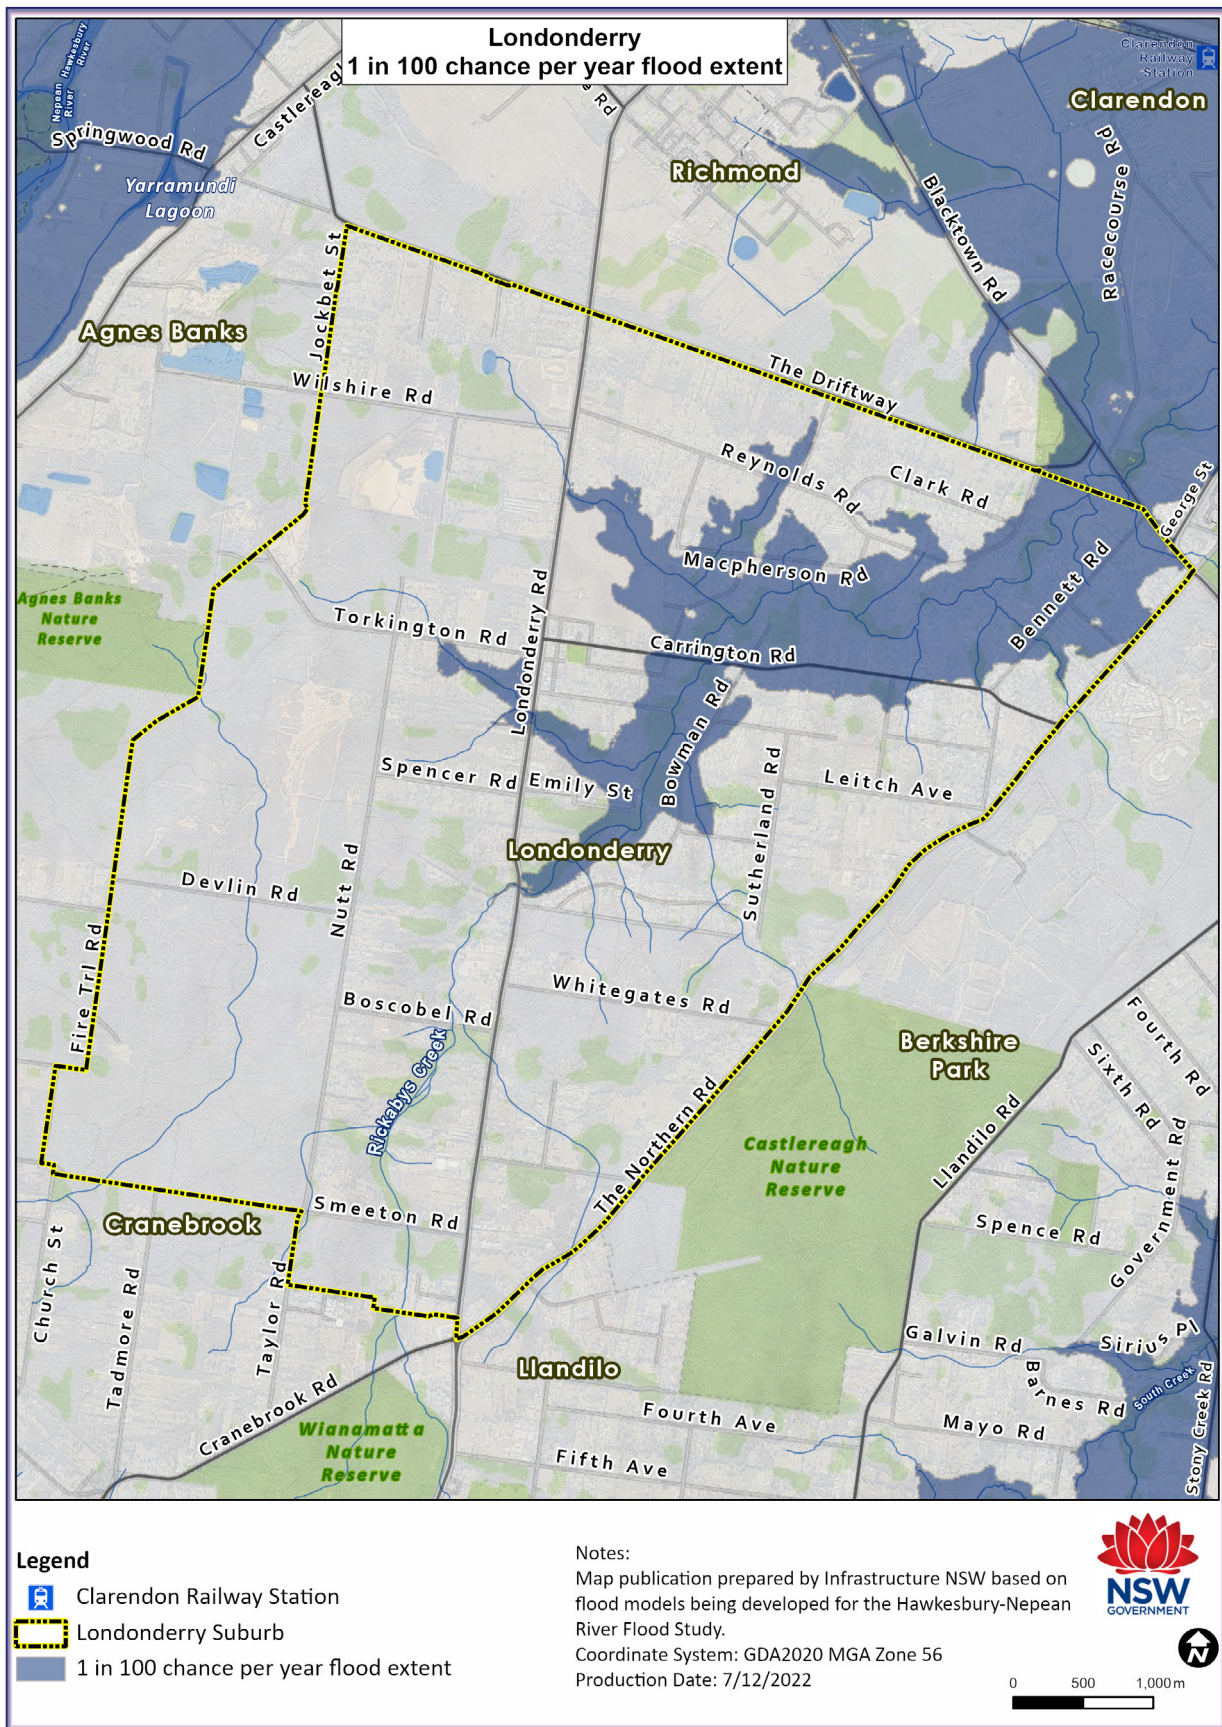 Londonderry
1 in 100 chance per year flood extent
Nepean River
Hawkesbury River
Springwood Rd
Castlereagh
Yarramundi
Lagoon
Rd
Richmond
Clarendon
Railway
Station
Clarendon
Racecourse Rd
Blacktown Rd
Agnes Banks
Jockbet St
Wilshire Rd
The Driftway
Reynolds Rd
Clark Rd
George St
Macpherson Rd
Bennett Rd
Agnes Banks
Nature
Reserve
Torkington Rd
Londonderry Rd
Carrington Rd
Bowman Rd
Spencer Rd
Emily St
Sutherland Rd
Leitch Ave
Londonderry
Devlin Rd
Nutt Rd
Fire Trl Rd
Boscobel Rd
Whitegates Rd
Rickabys Creek
Berkshire
Park
Fourth Rd
Sixth Rd
The Northern Rd
Castlereagh
Nature
Reserve
Llandilo Rd
Government Rd
Cranebrook
Smeeton Rd
Spence Rd
Church St
Tadmore Rd
Taylor Rd
Galvin Rd
Sirius Pl
Barnes Rd
South Creek
Stony Creek Rd
Llandilo
Cranebrook Rd
Wianamatta
Nature
Reserve
Fourth Ave
Mayo Rd
Fifth Ave
Legend
Clarendon Railway Station
Londonderry Suburb
1 in 100 chance per year flood extent
Notes:
Map publication prepared by Infrastructure NSW based on
flood models being developed for the Hawkesbury-Nepean
River Flood Study.
Coordinate System: GDA2020 MGA Zone 56
Production Date: 7/12/2022
NSW
GOVERNMENT
N
0 500 1,000 m